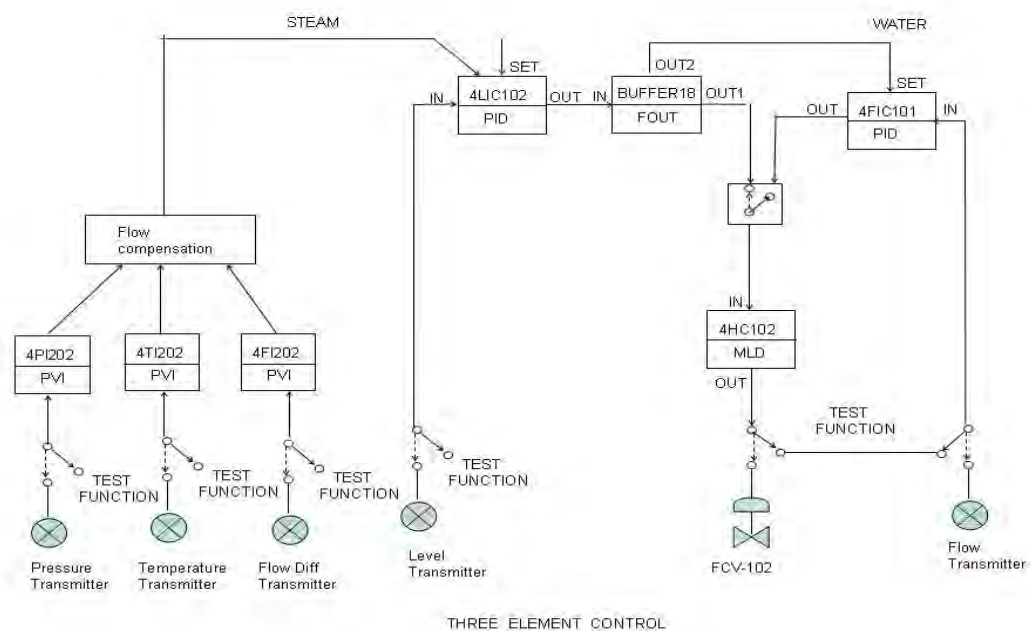 STEAM
WATER
SET
OUT2
IN
4LIC102
OUT
IN
BUFFER18
OUT1
PID
FOUT
SET
OUT
4FIC101
IN
PID
Flow
compensation
IN
4PI202
4TI202
4FI202
4HC102
PVI
PVI
PVI
MLD
OUT
TEST
FUNCTION
TEST
FUNCTION
TEST
FUNCTION
TEST
FUNCTION
TEST
FUNCTION
Pressure
Transmitter
Temperature
Transmitter
Flow Diff
Transmitter
Level
Transmitter
FCV-102
Flow
Transmitter
THREE ELEMENT CONTROL